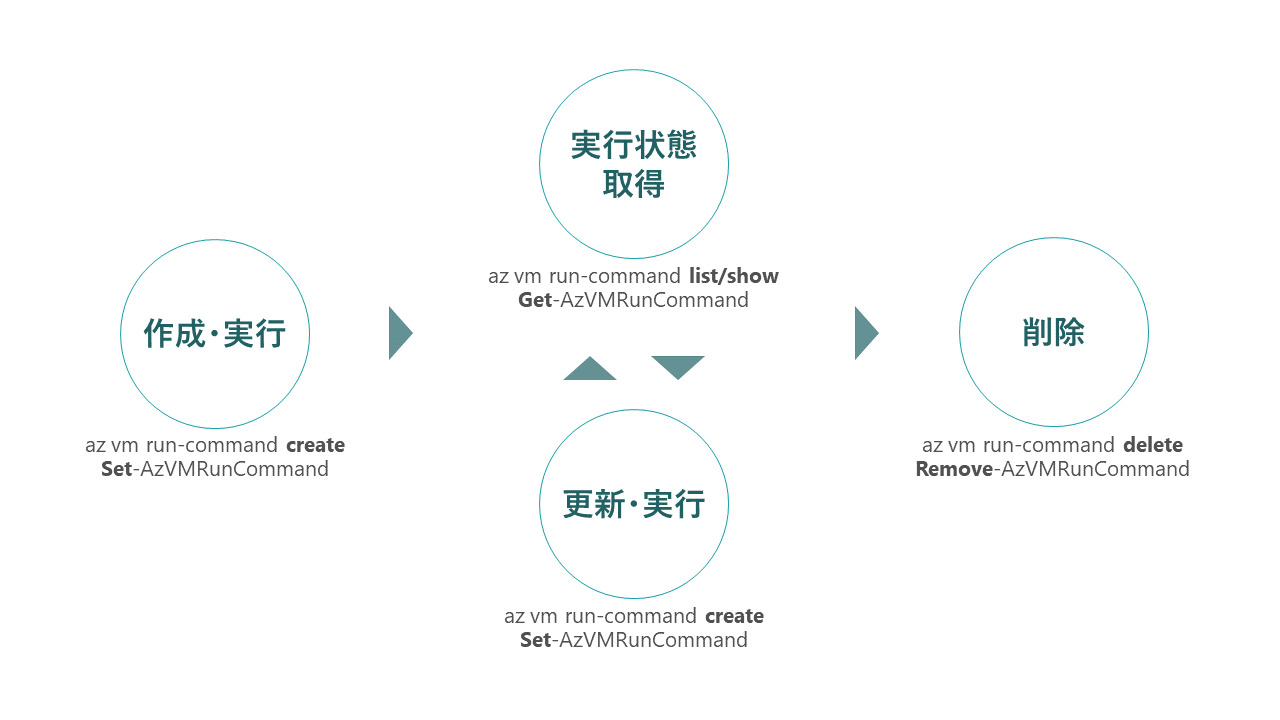 作成・実行
az vm run-command create
Set-AzVMRunCommand
実行状態
取得
az vm run-command list/show
Get-AzVMRunCommand
更新・実行
az vm run-command create
Set-AzVMRunCommand
削除
az vm run-command delete
Remove-AzVMRunCommand